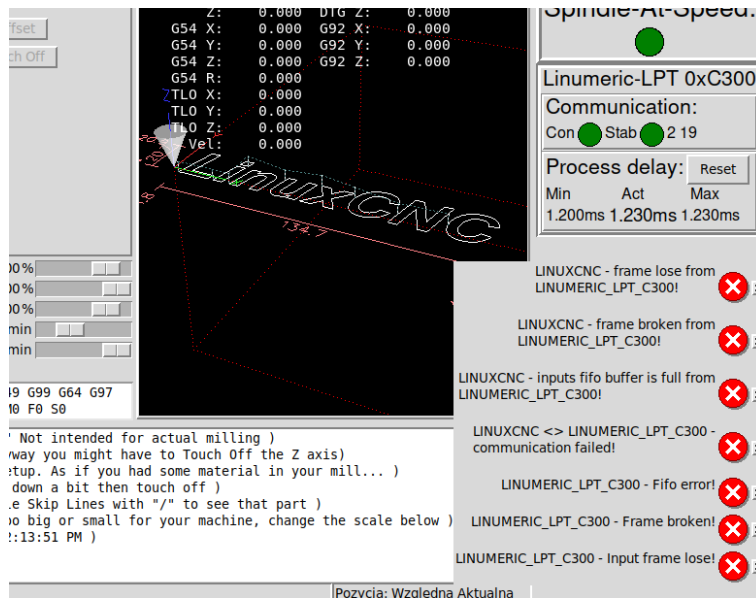 Z: 0.000 DTG Z: 0.000
G54 X: 0.000 G92 X: 0.000
G54 Y: 0.000 G92 Y: 0.000
G54 Z: 0.000 G92 Z: 0.000
G54 R: 0.000
TLO X: 0.000
TLO Y: 0.000
TLO Z: 0.000
Vel: 0.000
Z
LinuxCNC
134.7
ffset
ch Off
00%
00%
00%
min
min
49 G99 G64 G97
M0 F0 S0
" Not intended for actual milling )
yway you might have to Touch Off the Z axis)
etup. As if you had some material in your mill... )
down a bit then touch off )
le Skip Lines with "/" to see that part )
oo big or small for your machine, change the scale below )
2:13:51 PM )
Pozycja: Względna Aktualna
Spindle-At-Speed:
Linumeric-LPT 0xC300
Communication:
Con Stab 2 19
Process delay: Reset
Min Act Max
1.200ms 1.230ms 1.230ms
LINUXCNC - frame lose from
LINUMERIC_LPT_C300!
LINUXCNC - frame broken from
LINUMERIC_LPT_C300!
LINUXCNC - inputs fifo buffer is full from
LINUMERIC_LPT_C300!
LINUXCNC <> LINUMERIC_LPT_C300 -
communication failed!
LINUMERIC_LPT_C300 - Fifo error!
LINUMERIC_LPT_C300 - Frame broken!
LINUMERIC_LPT_C300 - Input frame lose!